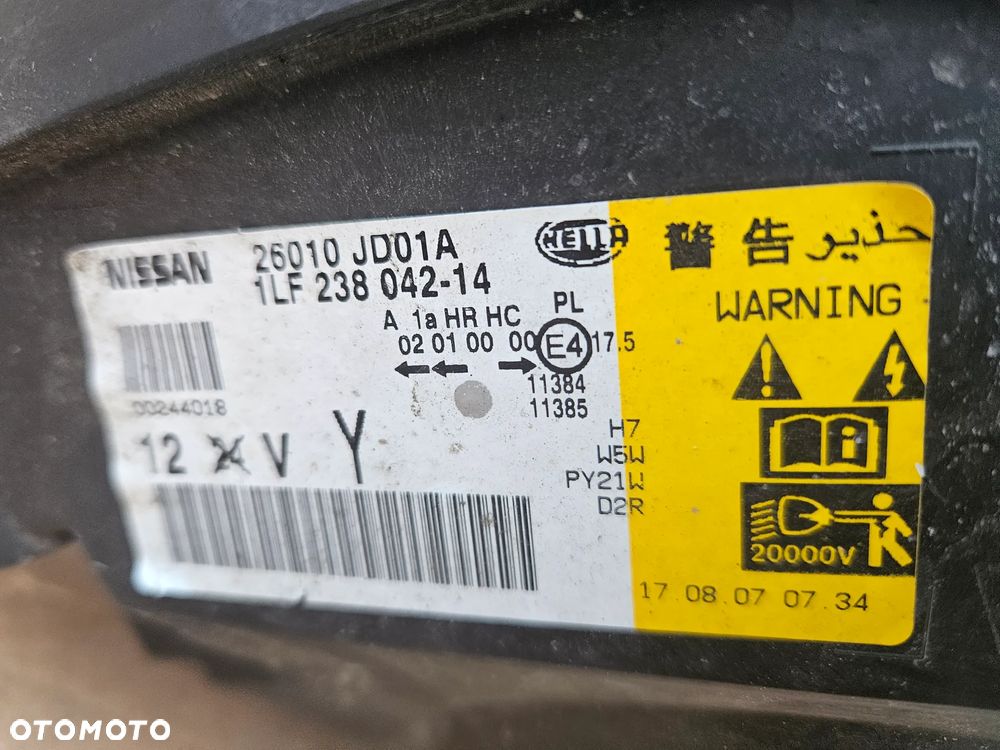 NISSAN 26010 JD01A HELLA 警告 حذير
1LF 238 042-14
WARNING
A 1a HR HC PL
02 01 00 00 E4 17.5
11384
11385
00244018
12 24 V Y
H7
W5W
PY21W
D2R
i
20000V
17.08.07 07.34
OTOMOTO